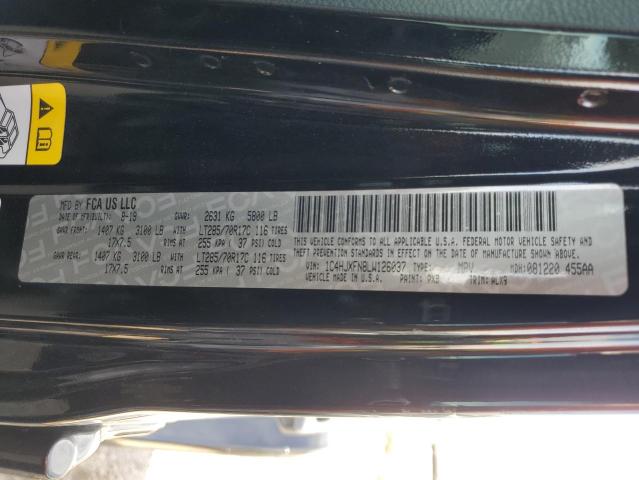 MFD BY FCA US LLC
DATE OF MFR/BUILT: 8-19 GVWR: 2631 KG 5800 LB
GAWR FRONT: 1407 KG 3100 LB WITH LT285/70R17C 116 TIRES
17X7.5 RIMS AT 255 KPA ( 37 PSI) COLD
GAWR REAR: 1407 KG 3100 LB WITH LT285/70R17C 116 TIRES
17X7.5 RIMS AT 255 KPA ( 37 PSI) COLD
THIS VEHICLE CONFORMS TO ALL APPLICABLE U.S.A. FEDERAL MOTOR VEHICLE SAFETY,
BUMPER, AND THEFT PREVENTION STANDARDS IN EFFECT ON THE DATE OF MANUFACTURE SHOWN ABOVE.
VIN: 1C4HJXFN8LW126037 TYPE: MPV MDH: 081220 455AA
VEHICLE MADE IN U.S.A. PAINT: PX8 TRIM: ALX9